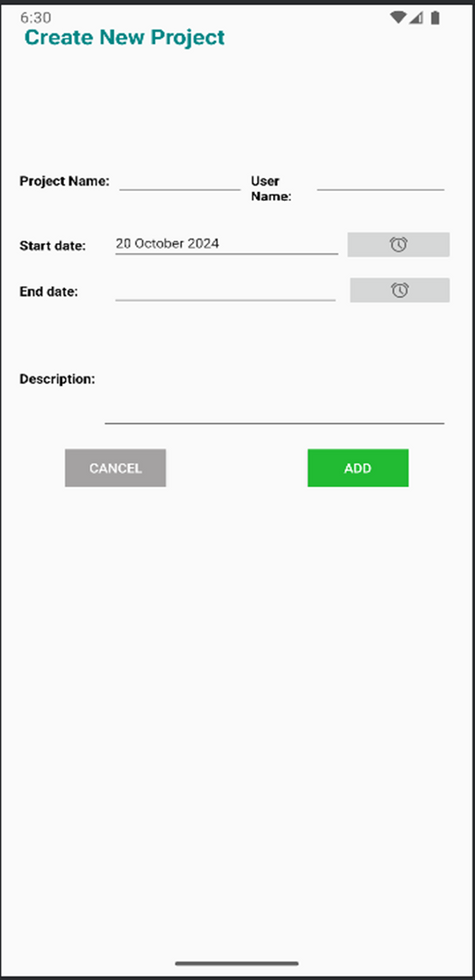 6:30
Create New Project
Project Name:
User
Name:
Start date:
20 October 2024
End date:
Description:
CANCEL
ADD